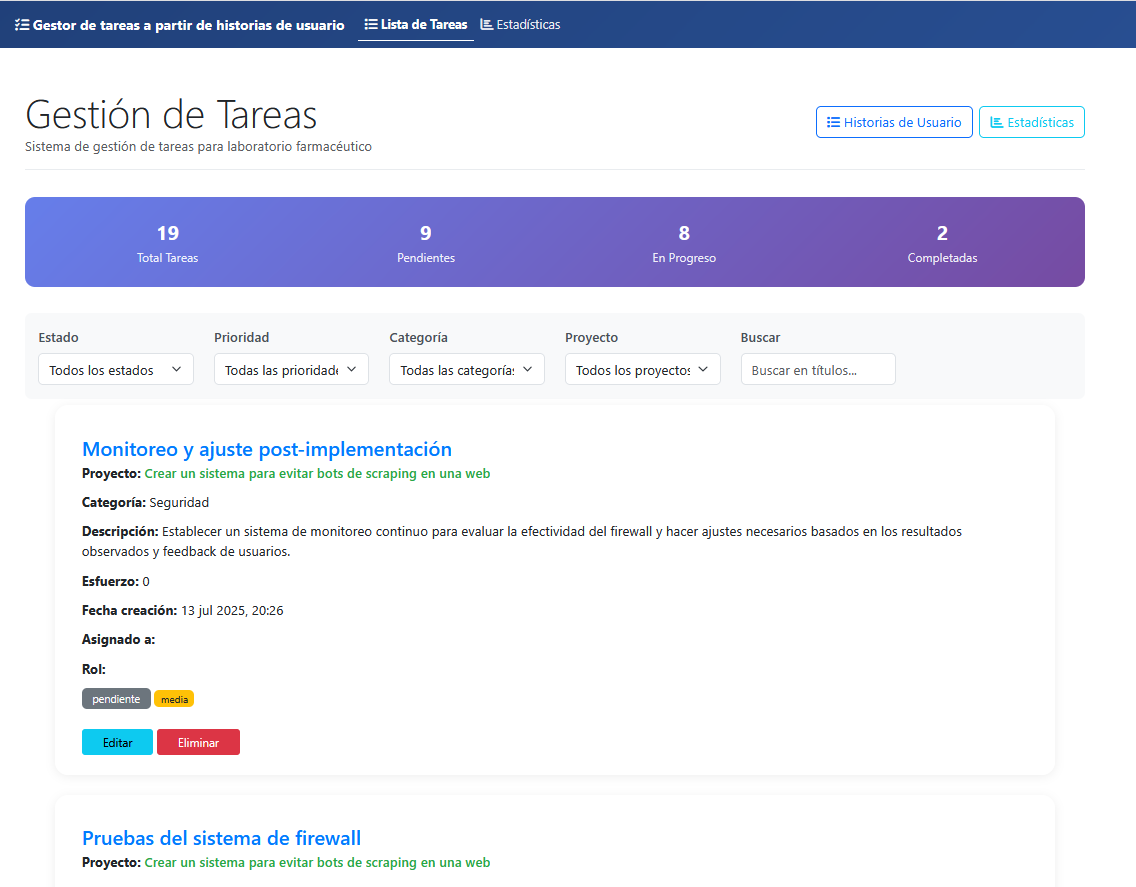 Gestor de tareas a partir de historias de usuario Lista de Tareas Estadísticas
Gestión de Tareas
Historias de Usuario Estadísticas
Sistema de gestión de tareas para laboratorio farmacéutico
19 9 8 2
Total Tareas Pendientes En Progreso Completadas
Estado Prioridad Categoría Proyecto Buscar
Todos los estados Todas las prioridade Todas las categorías Todos los proyectos Buscar en títulos...
Monitoreo y ajuste post-implementación
Proyecto: Crear un sistema para evitar bots de scraping en una web
Categoría: Seguridad
Descripción: Establecer un sistema de monitoreo continuo para evaluar la efectividad del firewall y hacer ajustes necesarios basados en los resultados
observados y feedback de usuarios.
Esfuerzo: 0
Fecha creación: 13 jul 2025, 20:26
Asignado a:
Rol:
pendiente media
Editar Eliminar
Pruebas del sistema de firewall
Proyecto: Crear un sistema para evitar bots de scraping en una web